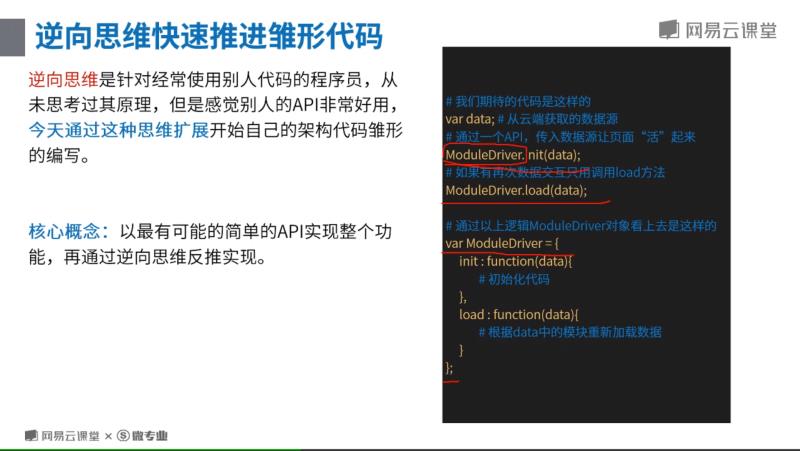 逆向思维快速推进雏形代码
网易云课堂
逆向思维是针对经常使用别人代码的程序员，从
未思考过其原理，但是感觉别人的API非常好用，
今天通过这种思维扩展开始自己的架构代码雏形
的编写。
核心概念：以最有可能的简单的API实现整个功
能，再通过逆向思维反推实现。
# 我们期待的代码是这样的
var data; # 从云端获取的数据源
# 通过一个API，传入数据源让页面“活”起来
ModuleDriver.init(data);
# 如果有再次数据交互只用调用load方法
ModuleDriver.load(data);
# 通过以上逻辑ModuleDriver对象看上去是这样的
var ModuleDriver = {
init : function(data){
# 初始化代码
},
load : function(data){
# 根据data中的模块重新加载数据
}
};
网易云课堂 × 微专业